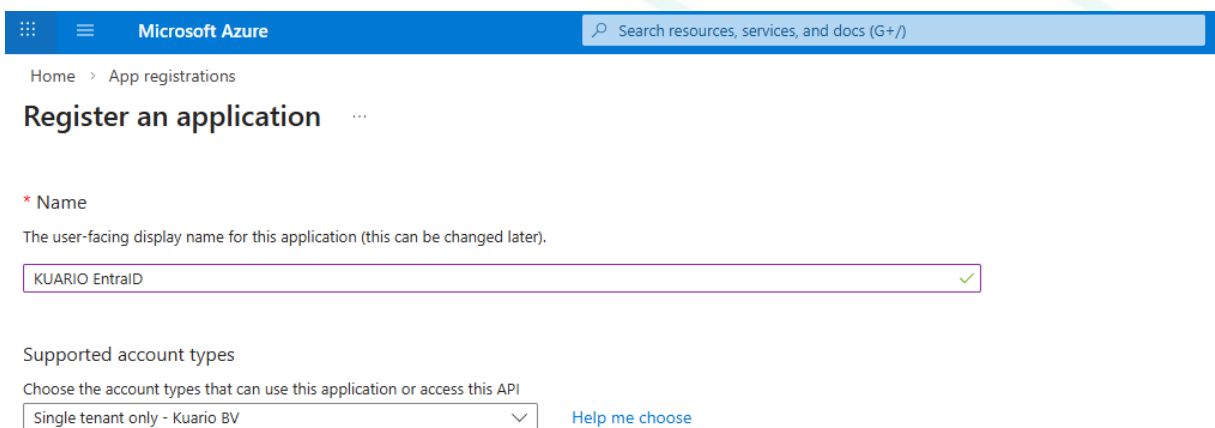 Microsoft Azure
Search resources, services, and docs (G+/)
Home > App registrations
Register an application ...
* Name
The user-facing display name for this application (this can be changed later).
KUARIO EntraID
Supported account types
Choose the account types that can use this application or access this API
Single tenant only - Kuario BV
Help me choose